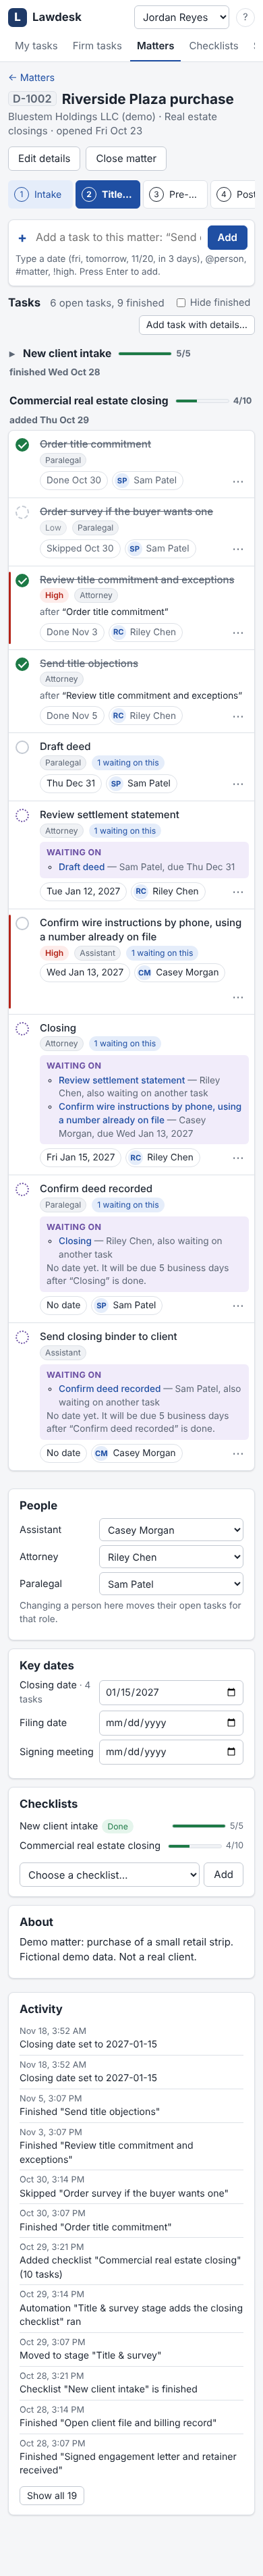 L Lawdesk
Jordan Reyes
?
My tasks Firm tasks Matters Checklists
← Matters
D-1002 Riverside Plaza purchase
Bluestem Holdings LLC (demo) · Real estate
closings · opened Fri Oct 23
Edit details Close matter
1 Intake 2 Title... 3 Pre-... 4 Post
+ Add a task to this matter: “Send Add
Type a date (fri, tomorrow, 11/20, in 3 days), @person,
#matter, !high. Press Enter to add.
Tasks 6 open tasks, 9 finished Hide finished
Add task with details...
▸ New client intake 5/5
finished Wed Oct 28
Commercial real estate closing 4/10
added Thu Oct 29
Order title commitment
Paralegal
Done Oct 30 SP Sam Patel ...
Order survey if the buyer wants one
Low Paralegal
Skipped Oct 30 SP Sam Patel ...
Review title commitment and exceptions
High Attorney
after “Order title commitment”
Done Nov 3 RC Riley Chen ...
Send title objections
Attorney
after “Review title commitment and exceptions”
Done Nov 5 RC Riley Chen ...
Draft deed
Paralegal 1 waiting on this
Thu Dec 31 SP Sam Patel ...
Review settlement statement
Attorney 1 waiting on this
WAITING ON
Draft deed — Sam Patel, due Thu Dec 31
Tue Jan 12, 2027 RC Riley Chen ...
Confirm wire instructions by phone, using
a number already on file
High Assistant 1 waiting on this
Wed Jan 13, 2027 CM Casey Morgan
...
Closing
Attorney 1 waiting on this
WAITING ON
Review settlement statement — Riley
Chen, also waiting on another task
Confirm wire instructions by phone, using
a number already on file — Casey
Morgan, due Wed Jan 13, 2027
Fri Jan 15, 2027 RC Riley Chen ...
Confirm deed recorded
Paralegal 1 waiting on this
WAITING ON
Closing — Riley Chen, also waiting on
another task
No date yet. It will be due 5 business days
after “Closing” is done.
No date SP Sam Patel ...
Send closing binder to client
Assistant
WAITING ON
Confirm deed recorded — Sam Patel, also
waiting on another task
No date yet. It will be due 5 business days
after “Confirm deed recorded” is done.
No date CM Casey Morgan ...
People
Assistant Casey Morgan
Attorney Riley Chen
Paralegal Sam Patel
Changing a person here moves their open tasks for
that role.
Key dates
Closing date · 4
tasks
01/15/2027
Filing date mm/dd/yyyy
Signing meeting mm/dd/yyyy
Checklists
New client intake Done 5/5
Commercial real estate closing 4/10
Choose a checklist... Add
About
Demo matter: purchase of a small retail strip.
Fictional demo data. Not a real client.
Activity
Nov 18, 3:52 AM
Closing date set to 2027-01-15
Nov 18, 3:52 AM
Closing date set to 2027-01-15
Nov 5, 3:07 PM
Finished "Send title objections"
Nov 3, 3:07 PM
Finished "Review title commitment and
exceptions"
Oct 30, 3:14 PM
Skipped "Order survey if the buyer wants one"
Oct 30, 3:07 PM
Finished "Order title commitment"
Oct 29, 3:21 PM
Added checklist "Commercial real estate closing"
(10 tasks)
Oct 29, 3:14 PM
Automation "Title & survey stage adds the closing
checklist" ran
Oct 29, 3:07 PM
Moved to stage "Title & survey"
Oct 28, 3:21 PM
Checklist "New client intake" is finished
Oct 28, 3:14 PM
Finished "Open client file and billing record"
Oct 28, 3:07 PM
Finished "Signed engagement letter and retainer
received"
Show all 19